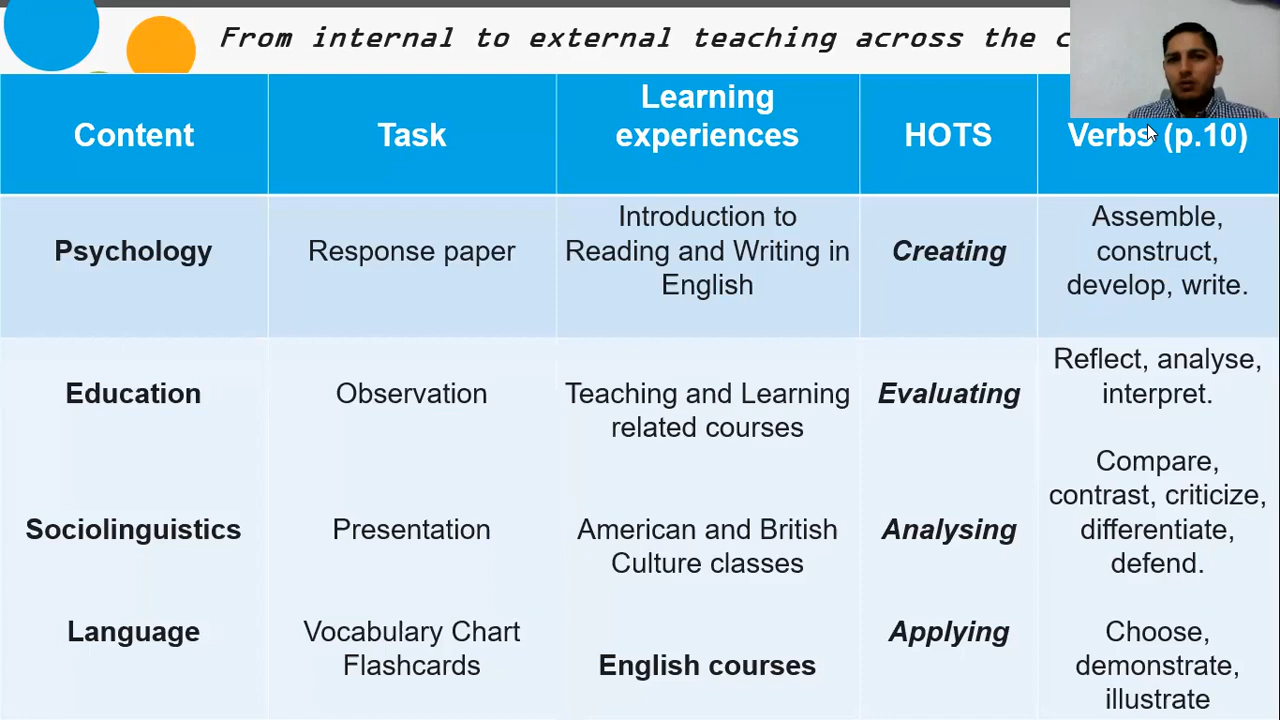 From internal to external teaching across the
Content
Task
Learning
experiences
HOTS
Verbs (p.10)
Psychology
Response paper
Introduction to
Reading and Writing in
English
Creating
Assemble,
construct,
develop, write.
Education
Observation
Teaching and Learning
related courses
Evaluating
Reflect, analyse,
interpret.
Sociolinguistics
Presentation
American and British
Culture classes
Analysing
Compare,
contrast, criticize,
differentiate,
defend.
Language
Vocabulary Chart
Flashcards
English courses
Applying
Choose,
demonstrate,
illustrate